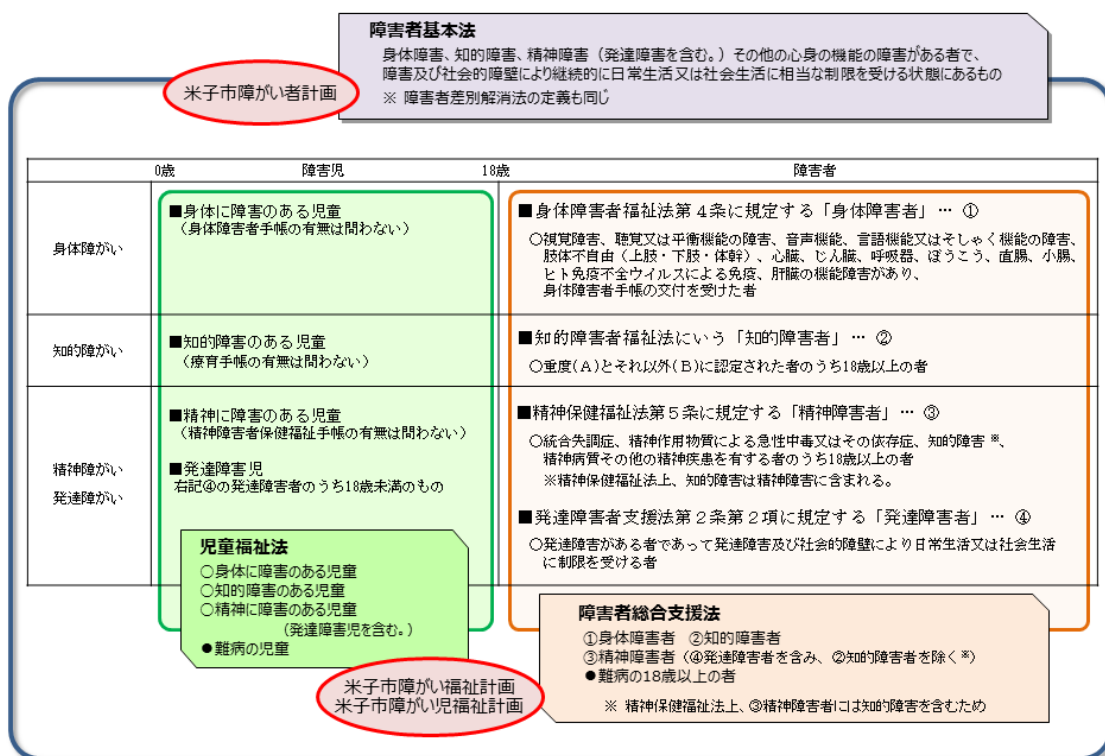 障害者基本法
身体障害、知的障害、精神障害（発達障害を含む。）その他の心身の機能の障害がある者で、
障害及び社会的障壁により継続的に日常生活又は社会生活に相当な制限を受ける状態にあるもの
※ 障害者差別解消法の定義も同じ
米子市障がい者計画
0歳 障害児 18歳 障害者
身体障がい
■身体に障害のある児童
（身体障害者手帳の有無は問わない）
■身体障害者福祉法第４条に規定する「身体障害者」… ①
○視覚障害、聴覚又は平衡機能の障害、音声機能、言語機能又はそしゃく機能の障害、
肢体不自由（上肢・下肢・体幹）、心臓、じん臓、呼吸器、ぼうこう、直腸、小腸、
ヒト免疫不全ウイルスによる免疫、肝臓の機能障害があり、
身体障害者手帳の交付を受けた者
知的障がい
■知的障害のある児童
（療育手帳の有無は問わない）
■知的障害者福祉法にいう「知的障害者」… ②
○重度(Ａ)とそれ以外(Ｂ)に認定された者のうち18歳以上の者
精神障がい
発達障がい
■精神に障害のある児童
（精神障害者保健福祉手帳の有無は問わない）
■発達障害児
右記④の発達障害者のうち18歳未満のもの
■精神保健福祉法第５条に規定する「精神障害者」… ③
○統合失調症、精神作用物質による急性中毒又はその依存症、知的障害※、
精神病質その他の精神疾患を有する者のうち18歳以上の者
※精神保健福祉法上、知的障害は精神障害に含まれる。
■発達障害者支援法第２条第２項に規定する「発達障害者」… ④
○発達障害がある者であって発達障害及び社会的障壁により日常生活又は社会生活
に制限を受ける者
児童福祉法
○身体に障害のある児童
○知的障害のある児童
○精神に障害のある児童
（発達障害児を含む。）
●難病の児童
障害者総合支援法
①身体障害者 ②知的障害者
③精神障害者（④発達障害者を含み、②知的障害者を除く※）
●難病の18歳以上の者
※ 精神保健福祉法上、③精神障害者には知的障害を含むため
米子市障がい福祉計画
米子市障がい児福祉計画